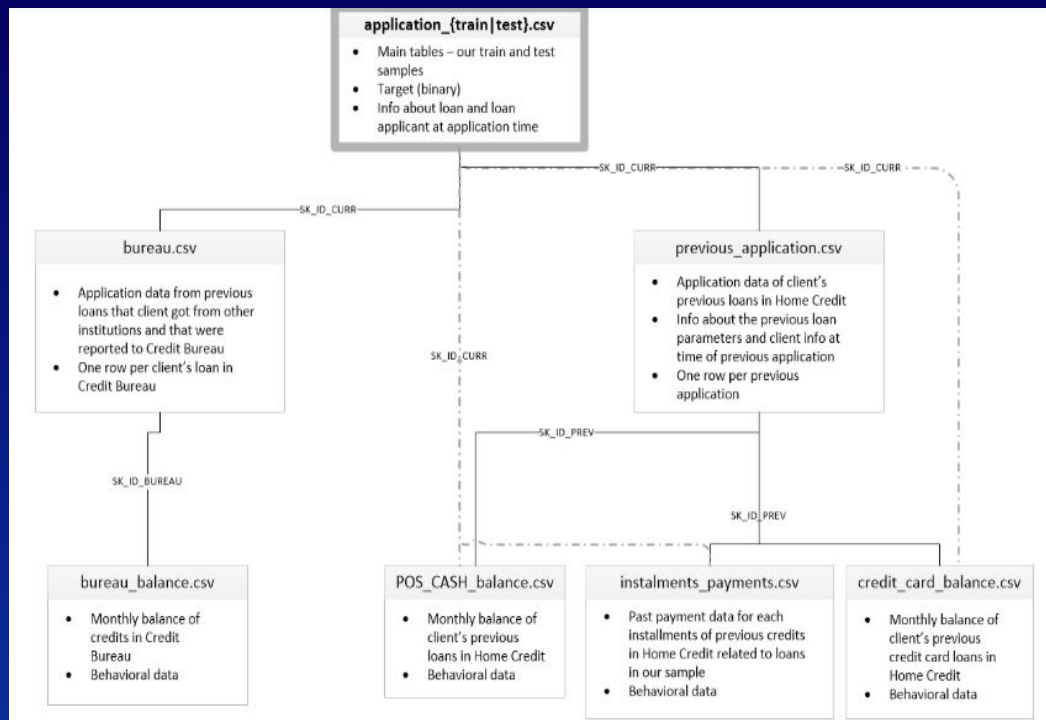 application_{train|test}.csv
• Main tables – our train and test
samples
• Target (binary)
• Info about loan and loan
applicant at application time
SK_ID_CURR
SK_ID_CURR
SK_ID_CURR
bureau.csv
• Application data from previous
loans that client got from other
institutions and that were
reported to Credit Bureau
• One row per client's loan in
Credit Bureau
SK_ID_CURR
previous_application.csv
• Application data of client's
previous loans in Home Credit
• Info about the previous loan
parameters and client info at
time of previous application
• One row per previous
application
SK_ID_PREV
SK_ID_BUREAU
SK_ID_PREV
bureau_balance.csv
• Monthly balance of
credits in Credit
Bureau
• Behavioral data
POS_CASH_balance.csv
• Monthly balance of
client's previous
loans in Home Credit
• Behavioral data
instalments_payments.csv
• Past payment data for each
installments of previous credits
in Home Credit related to loans
in our sample
• Behavioral data
credit_card_balance.csv
• Monthly balance of
client's previous
credit card loans in
Home Credit
• Behavioral data